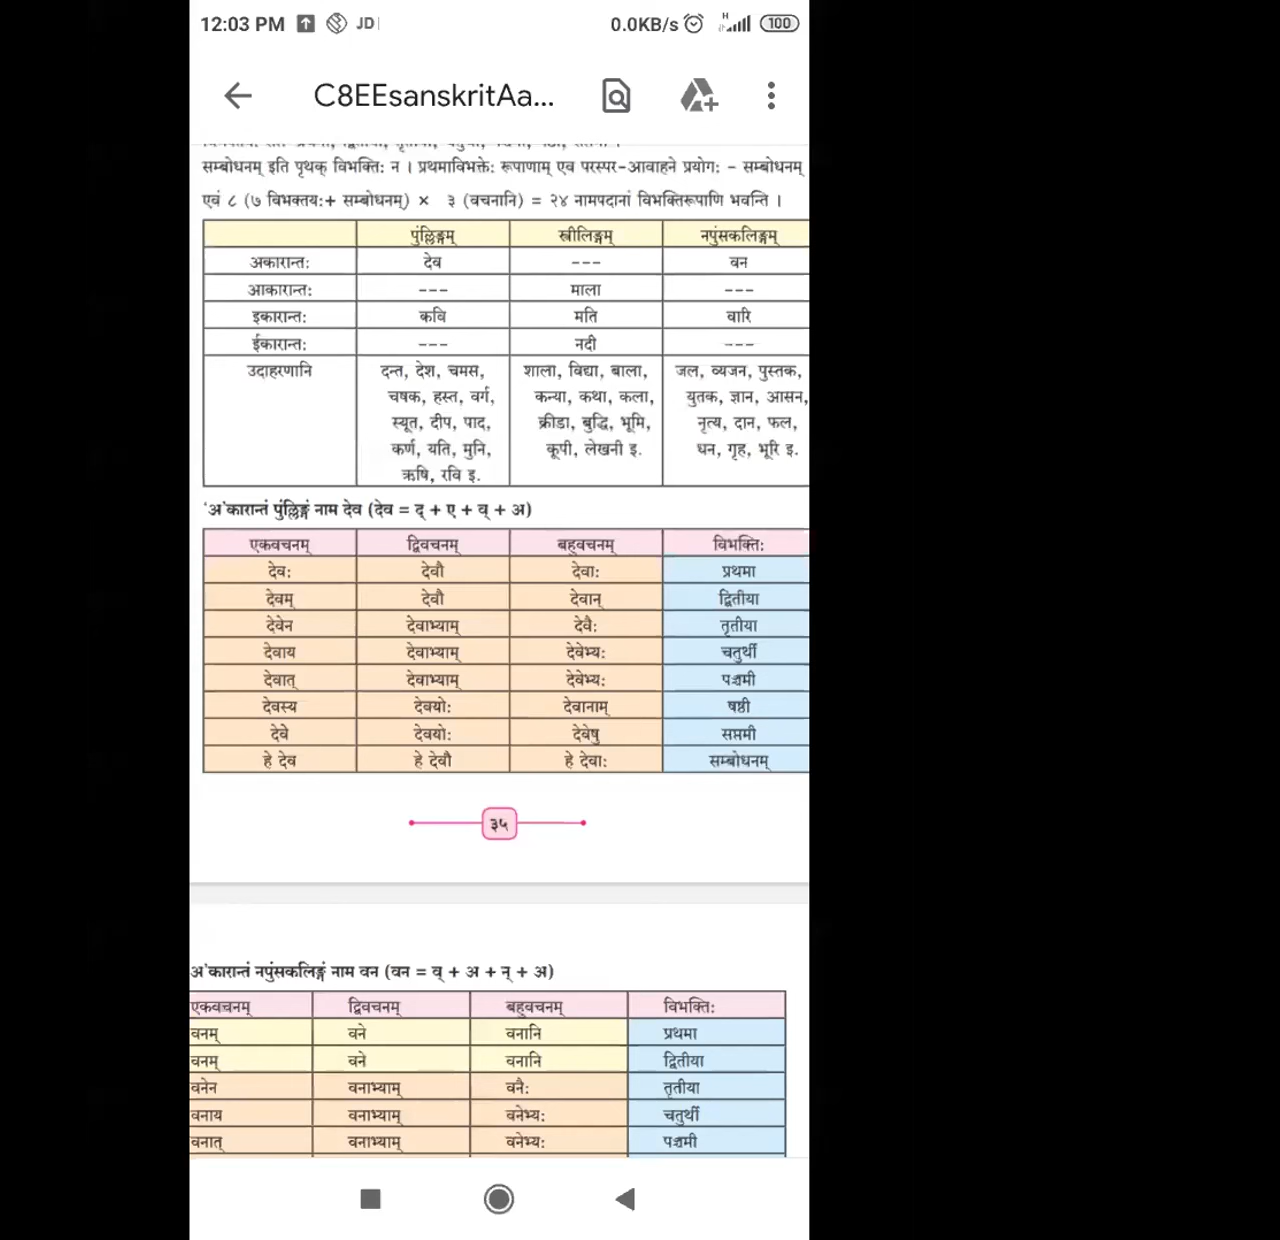 12:03 PM JD 0.0KB/s H 100
C8EEsanskritAa...
सम्बोधनम् इति पृथक् विभक्तिः न । प्रथमाविभक्तेः रूपाणाम् एव परस्पर-आवाहने प्रयोगः - सम्बोधनम्
एवं ८ (७ विभक्तयः+ सम्बोधनम्) × ३ (वचनानि) = २४ नामपदानां विभक्तिरूपाणि भवन्ति ।
पुंल्लिङ्गम् स्त्रीलिङ्गम् नपुंसकलिङ्गम्
अकारान्तः देव --- वन
आकारान्तः --- माला ---
इकारान्तः कवि मति वारि
ईकारान्तः --- नदी ---
उदाहरणानि दन्त, देश, चमस, शाला, विद्या, बाला, जल, व्यजन, पुस्तक,
चषक, हस्त, वर्ग, कन्या, कथा, कला, युतक, ज्ञान, आसन,
स्यूत, दीप, पाद, क्रीडा, बुद्धि, भूमि, नृत्य, दान, फल,
कर्ण, यति, मुनि, कूपी, लेखनी इ. धन, गृह, भूरि इ.
ऋषि, रवि इ.
'अ'कारान्तं पुंल्लिङ्गं नाम देव (देव = द् + ए + व् + अ)
एकवचनम् द्विवचनम् बहुवचनम् विभक्तिः
देवः देवौ देवाः प्रथमा
देवम् देवौ देवान् द्वितीया
देवेन देवाभ्याम् देवैः तृतीया
देवाय देवाभ्याम् देवेभ्यः चतुर्थी
देवात् देवाभ्याम् देवेभ्यः पञ्चमी
देवस्य देवयोः देवानाम् षष्ठी
देवे देवयोः देवेषु सप्तमी
हे देव हे देवौ हे देवाः सम्बोधनम्
३५
अ'कारान्तं नपुंसकलिङ्गं नाम वन (वन = व् + अ + न् + अ)
एकवचनम् द्विवचनम् बहुवचनम् विभक्तिः
वनम् वने वनानि प्रथमा
वनम् वने वनानि द्वितीया
वनेन वनाभ्याम् वनैः तृतीया
वनाय वनाभ्याम् वनेभ्यः चतुर्थी
वनात् वनाभ्याम् वनेभ्यः पञ्चमी